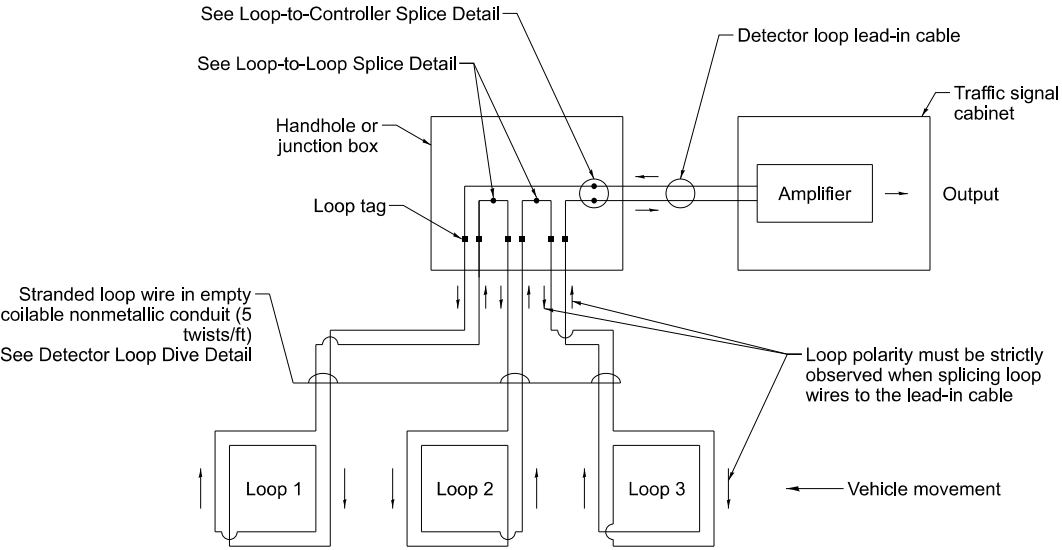 See Loop-to-Controller Splice Detail
Detector loop lead-in cable
See Loop-to-Loop Splice Detail
Traffic signal
cabinet
Handhole or
junction box
Loop tag
Amplifier
Output
Stranded loop wire in empty
coilable nonmetallic conduit (5
twists/ft)
See Detector Loop Dive Detail
Loop polarity must be strictly
observed when splicing loop
wires to the lead-in cable
Loop 1
Loop 2
Loop 3
Vehicle movement